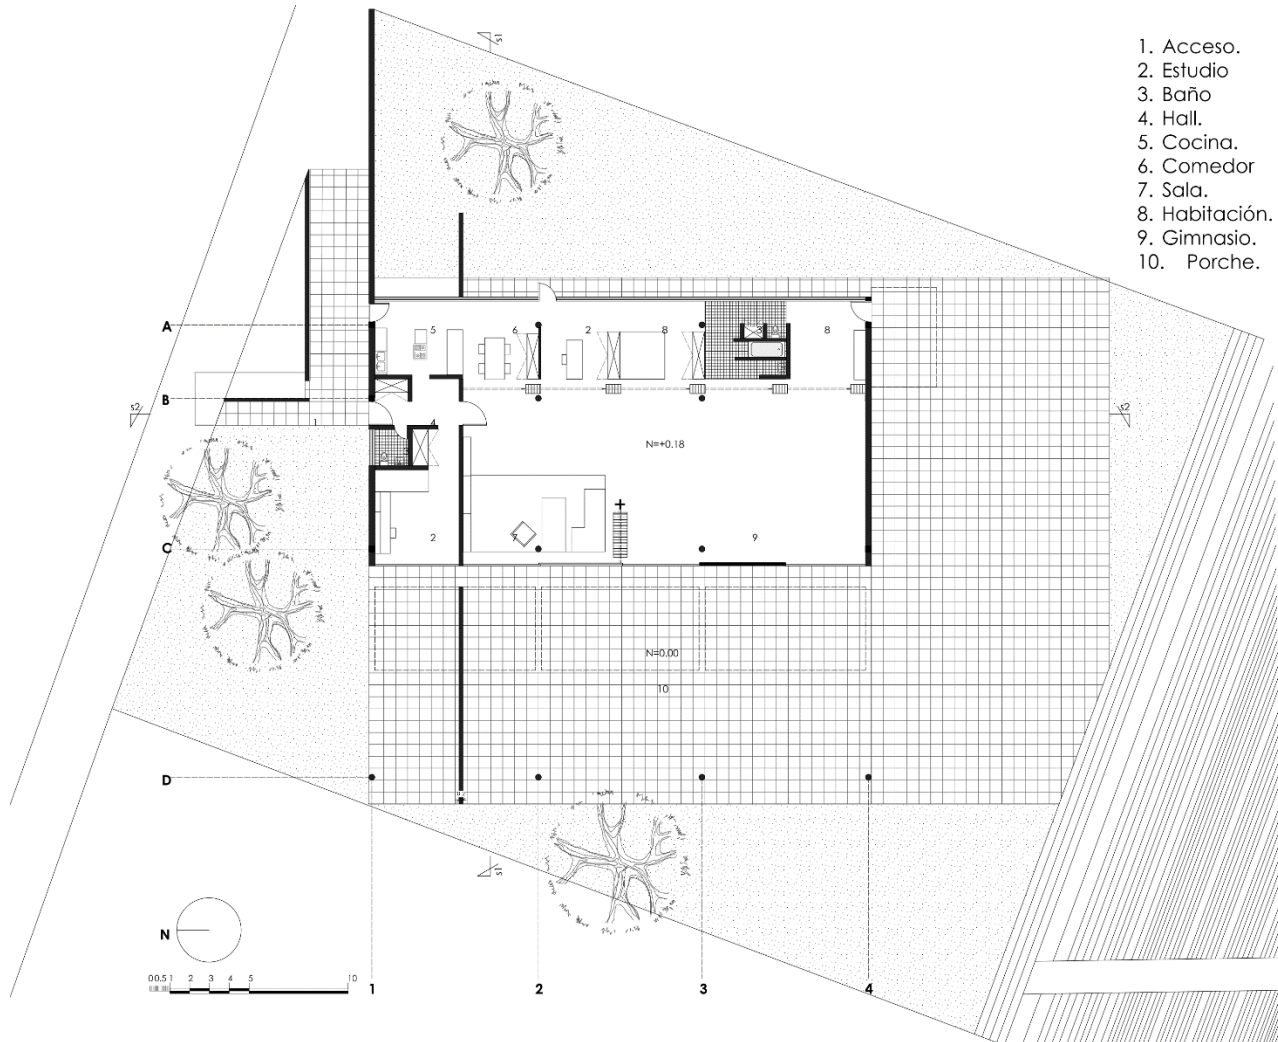 s1
1. Acceso.
2. Estudio
3. Baño
4. Hall.
5. Cocina.
6. Comedor
7. Sala.
8. Habitación.
9. Gimnasio.
10. Porche.
A
5
6
2
8
3
8
B
s2
s2
1
4
N=+0.18
C
2
7
9
N=0.00
10
D
s1
N
0 0.5 1 2 3 4 5 10
1
2
3
4